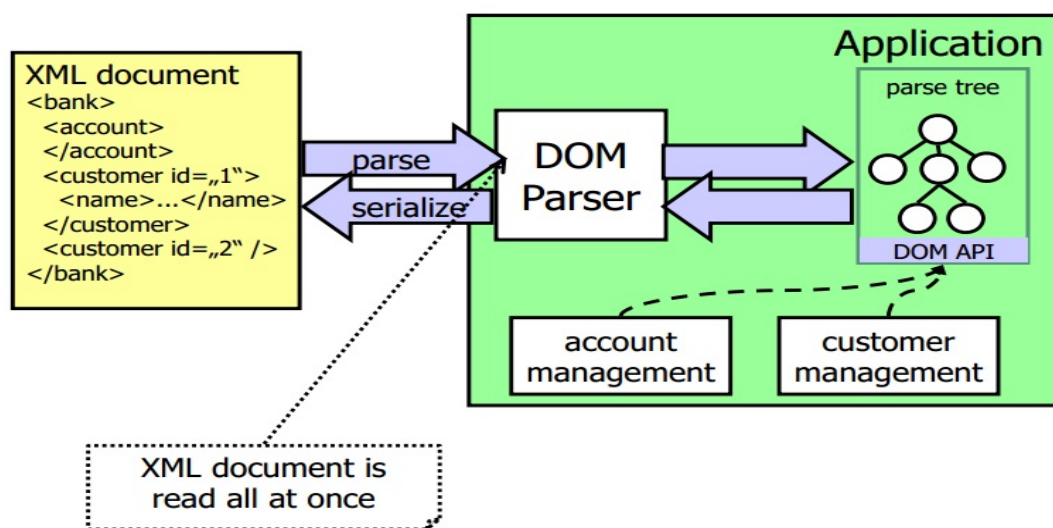 XML document
<bank>
<account>
</account>
<customer id=„1“>
<name>...</name>
</customer>
<customer id=„2“ />
</bank>
parse
serialize
Application
DOM
Parser
parse tree
DOM API
account
management
customer
management
XML document is
read all at once